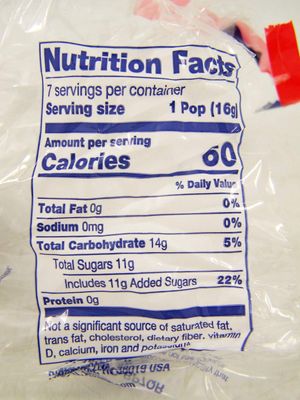 Nutrition Facts
7 servings per container
Serving size 1 Pop (16g)
Amount per serving
Calories 60
% Daily Value
Total Fat 0g 0%
Sodium 0mg 0%
Total Carbohydrate 14g 5%
Total Sugars 11g
Includes 11g Added Sugars 22%
Protein 0g
Not a significant source of saturated fat,
trans fat, cholesterol, dietary fiber, vitamin
D, calcium, iron and potassium
USA